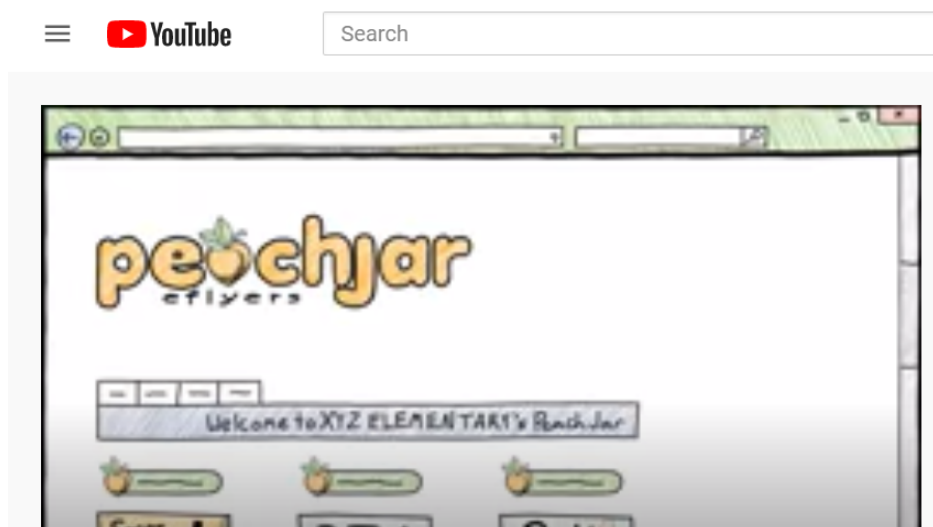 YouTube
Search
peachjar
eflyers
Welcome to XYZ ELEMENTARY's PeachJar